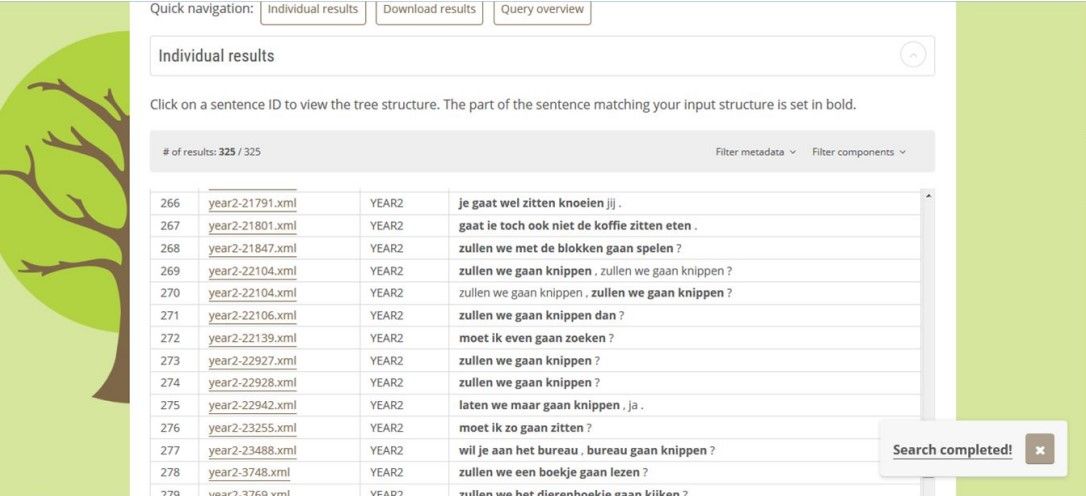 Quick navigation: Individual results Download results Query overview
Individual results
Click on a sentence ID to view the tree structure. The part of the sentence matching your input structure is set in bold.
# of results: 325 / 325 Filter metadata Filter components
266 year2-21791.xml YEAR2 je gaat wel zitten knoeien jij .
267 year2-21801.xml YEAR2 gaat ie toch ook niet de koffie zitten eten .
268 year2-21847.xml YEAR2 zullen we met de blokken gaan spelen ?
269 year2-22104.xml YEAR2 zullen we gaan knippen , zullen we gaan knippen ?
270 year2-22104.xml YEAR2 zullen we gaan knippen , zullen we gaan knippen ?
271 year2-22106.xml YEAR2 zullen we gaan knippen dan ?
272 year2-22139.xml YEAR2 moet ik even gaan zoeken ?
273 year2-22927.xml YEAR2 zullen we gaan knippen ?
274 year2-22928.xml YEAR2 zullen we gaan knippen ?
275 year2-22942.xml YEAR2 laten we maar gaan knippen , ja .
276 year2-23255.xml YEAR2 moet ik zo gaan zitten ?
277 year2-23488.xml YEAR2 wil je aan het bureau , bureau gaan knippen ?
Search completed!
278 year2-3748.xml YEAR2 zullen we een boekje gaan lezen ?
279 year2-3769.xml YEAR2 zullen we het dierenboekje gaan kijken ?